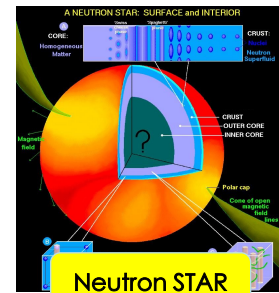 A NEUTRON STAR: SURFACE and INTERIOR
CORE:
Homogeneous
Matter
CRUST:
Neutron
Superfluid
Magnetic
field
CRUST
OUTER CORE
INNER CORE
?
Polar cap
Cone of open
magnetic
field
lines
Neutron STAR